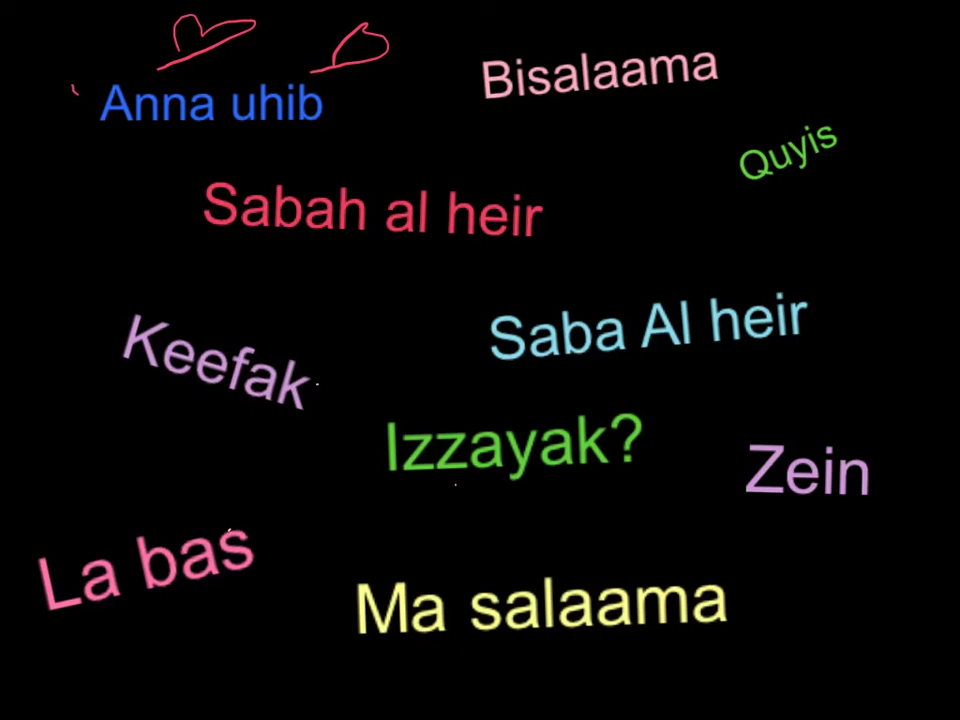 Anna uhib
Bisalaama
Quyis
Sabah al heir
Saba Al heir
Keefak
Izzayak?
Zein
La bas
Ma salaama